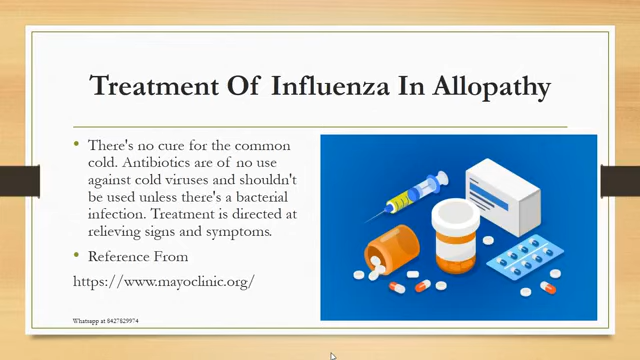 Treatment Of Influenza In Allopathy
• There's no cure for the common
cold. Antibiotics are of no use
against cold viruses and shouldn't
be used unless there's a bacterial
infection. Treatment is directed at
relieving signs and symptoms.
• Reference From
https://www.mayoclinic.org/
Whatsapp at 8427829974